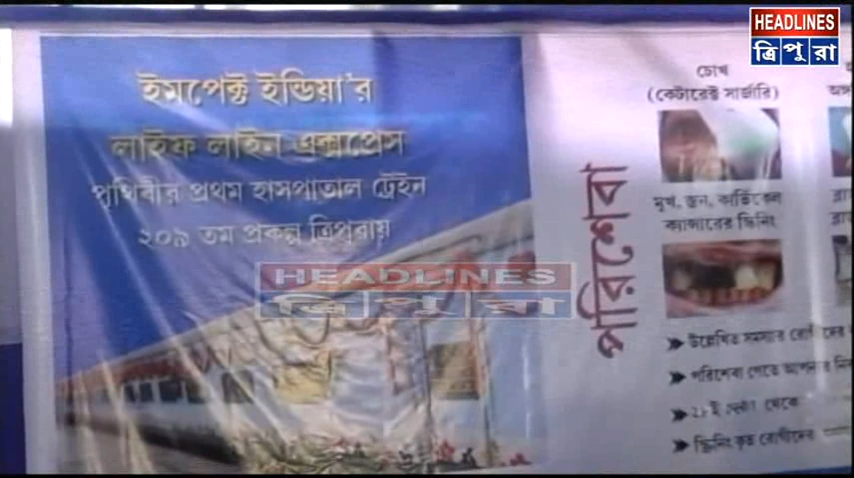 HEADLINES
ত্রিপুরা
ইমপেক্ট ইন্ডিয়া'র
লাইফ লাইন এক্সপ্রেস
পৃথিবীর প্রথম হাসপাতাল ট্রেইন
২০৯ তম প্রকল্প ত্রিপুরায়
HEADLINES
ত্রিপুরা
পরিষেবা
চোখ
(কেটারেক্ট সার্জারি)
মুখ, স্তন, কার্ভিকেল
ক্যান্সারের স্ক্রিনিং
উল্লেখিত সমস্যার রোগীদের
পরিষেবা পেতে আপনার
থেকে
স্ক্রিনিং কৃত রোগীদের